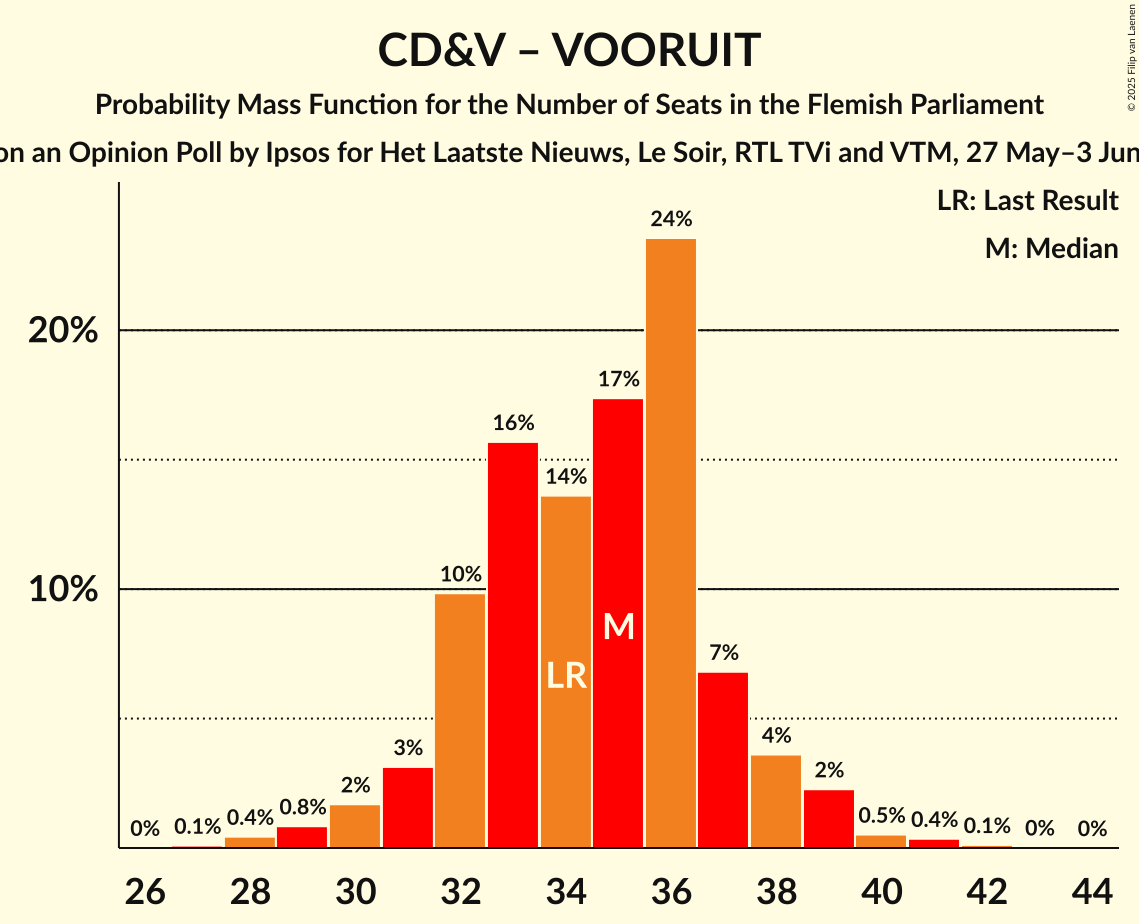 CD&V – VOORUIT
Probability Mass Function for the Number of Seats in the Flemish Parliament
on an Opinion Poll by Ipsos for Het Laatste Nieuws, Le Soir, RTL TVi and VTM, 27 May–3 Jun
© 2025 Filip van Laenen
LR: Last Result
M: Median
24%
20%
17%
16%
14%
10%
10%
M
LR
7%
4%
3%
2%
2%
0% 0.1% 0.4% 0.8% 0.5% 0.4% 0.1% 0% 0%
26 28 30 32 34 36 38 40 42 44